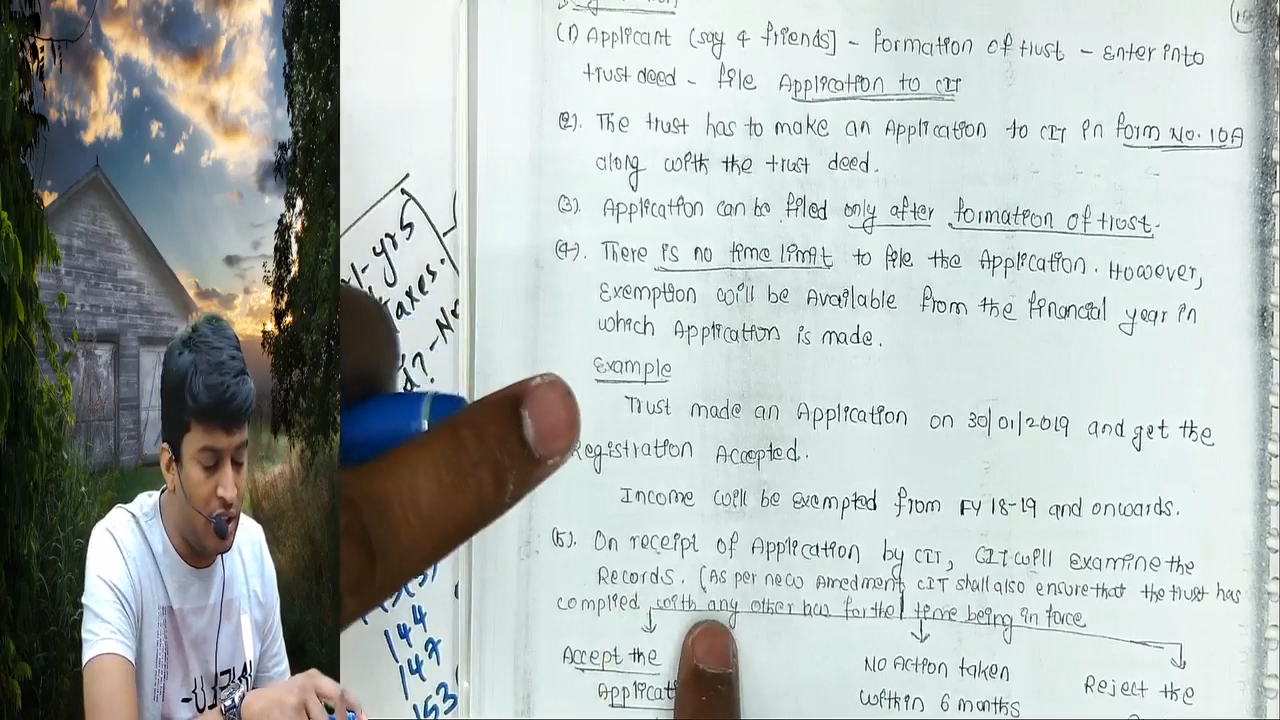 (1) Applicant (say 4 friends] - formation of trust - enter into
trust deed - file Application to CIT
(2). The trust has to make an Application to CIT in form No. 10A
along with the trust deed.
(3). Application can be filed only after formation of trust.
(4). There is no time limit to file the Application. However,
Exemption will be Available from the financial year in
which Application is made.
Example
Trust made an Application on 30/01/2019 and get the
Registration Accepted.
Income will be exempted from FY 18-19 and onwards.
(5). On receipt of Application by CIT, CIT will examine the
Records. (As per new Amedment CIT shall also ensure that the trust has
complied with any other law for the time being in force
Accept the
No Action taken
within 6 months
Reject the
yrs
taxes.
144
147
153